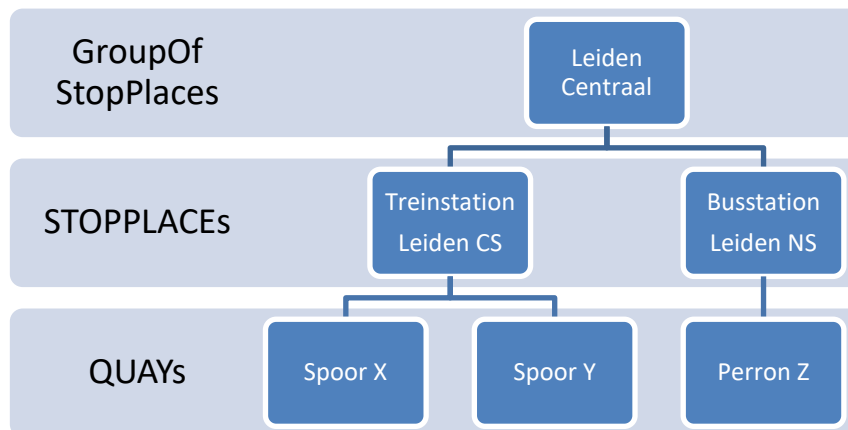 GroupOf
StopPlaces
Leiden
Centraal
STOPPLACEs
Treinstation
Leiden CS
Busstation
Leiden NS
QUAYs
Spoor X
Spoor Y
Perron Z